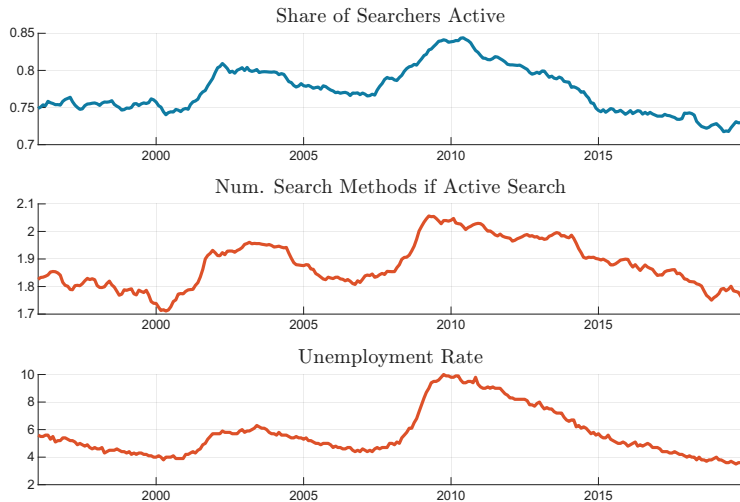 Share of Searchers Active
0.85
0.8
0.75
0.7
2000 2005 2010 2015
Num. Search Methods if Active Search
2.1
2
1.9
1.8
1.7
2000 2005 2010 2015
Unemployment Rate
10
8
6
4
2
2000 2005 2010 2015